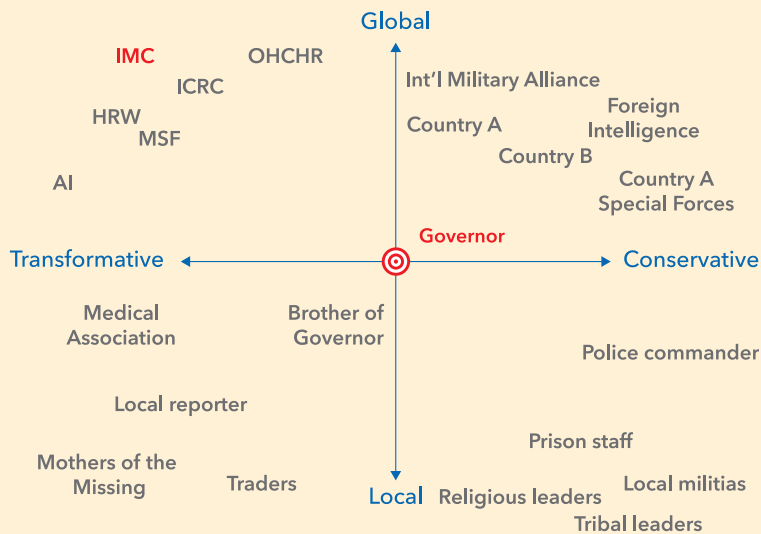 Global
IMC
OHCHR
ICRC
Int'l Military Alliance
HRW
MSF
Country A
Foreign
Intelligence
Country B
AI
Country A
Special Forces
Governor
Transformative
Conservative
Medical
Association
Brother of
Governor
Police commander
Local reporter
Prison staff
Mothers of the
Missing
Traders
Local
Religious leaders
Local militias
Tribal leaders